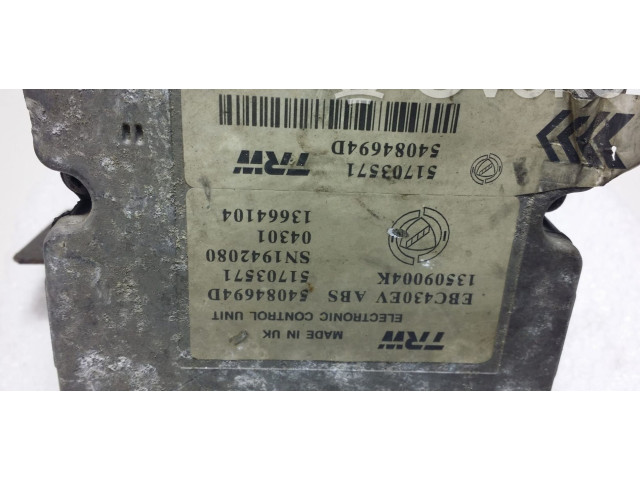 TRW MADE IN UK
ELECTRONIC CONTROL UNIT
EBC430EV ABS 54084694D
13509004K 51703571
SN1942080
04301
13664104
51703571 TRW
54084694D